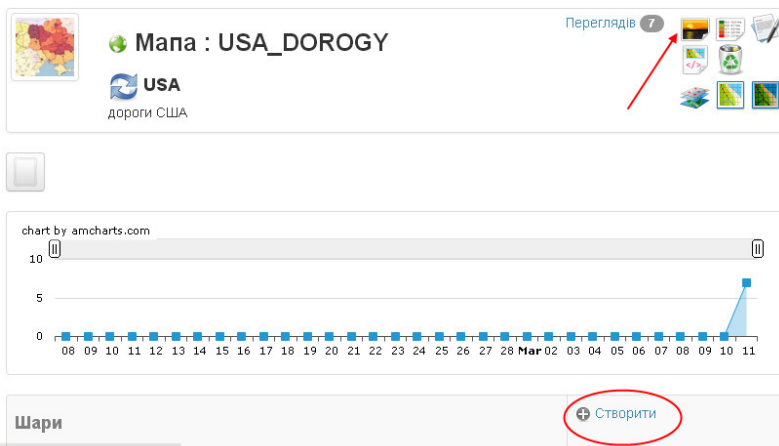 Переглядів 7
Мапа : USA_DOROGY
USA
дороги США
chart by amcharts.com
10
5
0
08 09 10 11 12 13 14 15 16 17 18 19 20 21 22 23 24 25 26 27 28 Mar 02 03 04 05 06 07 08 09 10 11
Шари
Створити